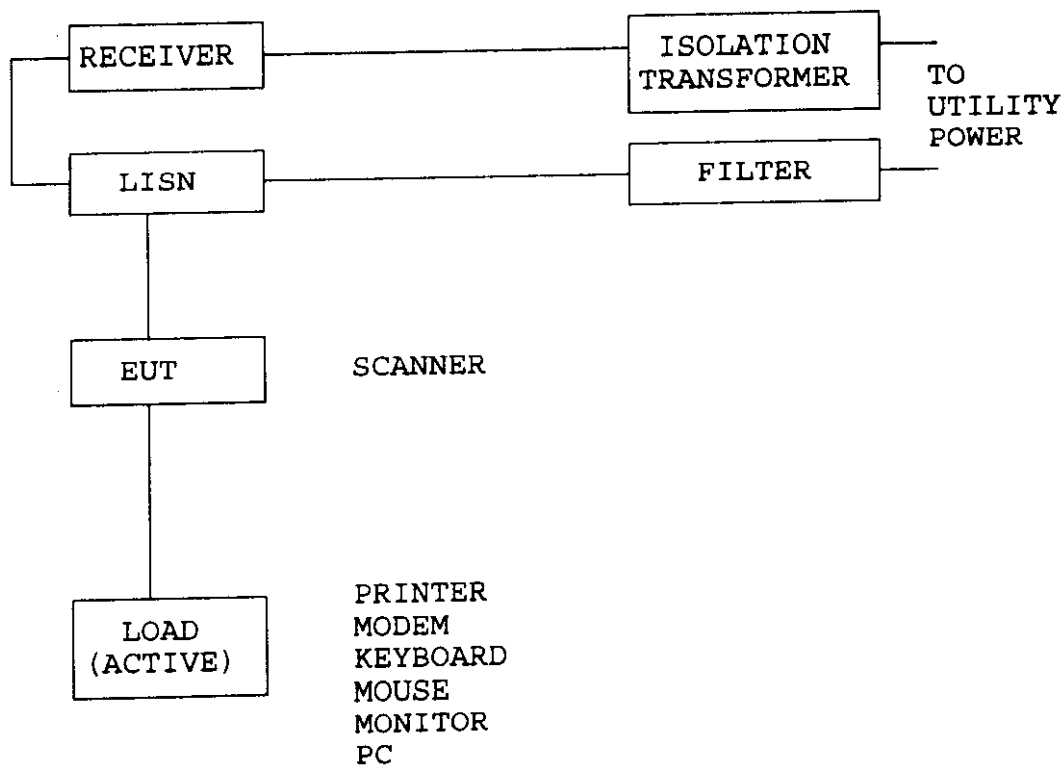 RECEIVER
ISOLATION
TRANSFORMER
TO
UTILITY
POWER
LISN
FILTER
EUT
SCANNER
LOAD
(ACTIVE)
PRINTER
MODEM
KEYBOARD
MOUSE
MONITOR
PC